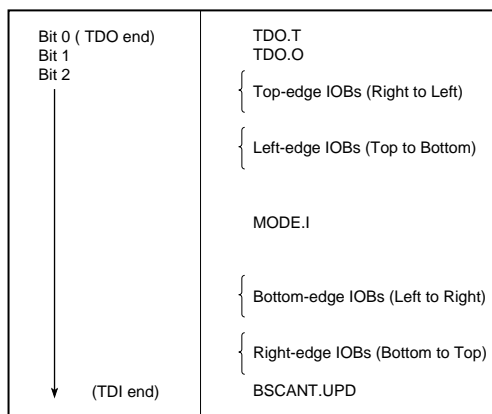 Bit 0 ( TDO end)
Bit 1
Bit 2
(TDI end)
TDO.T
TDO.O
Top-edge IOBs (Right to Left)
Left-edge IOBs (Top to Bottom)
MODE.I
Bottom-edge IOBs (Left to Right)
Right-edge IOBs (Bottom to Top)
BSCANT.UPD